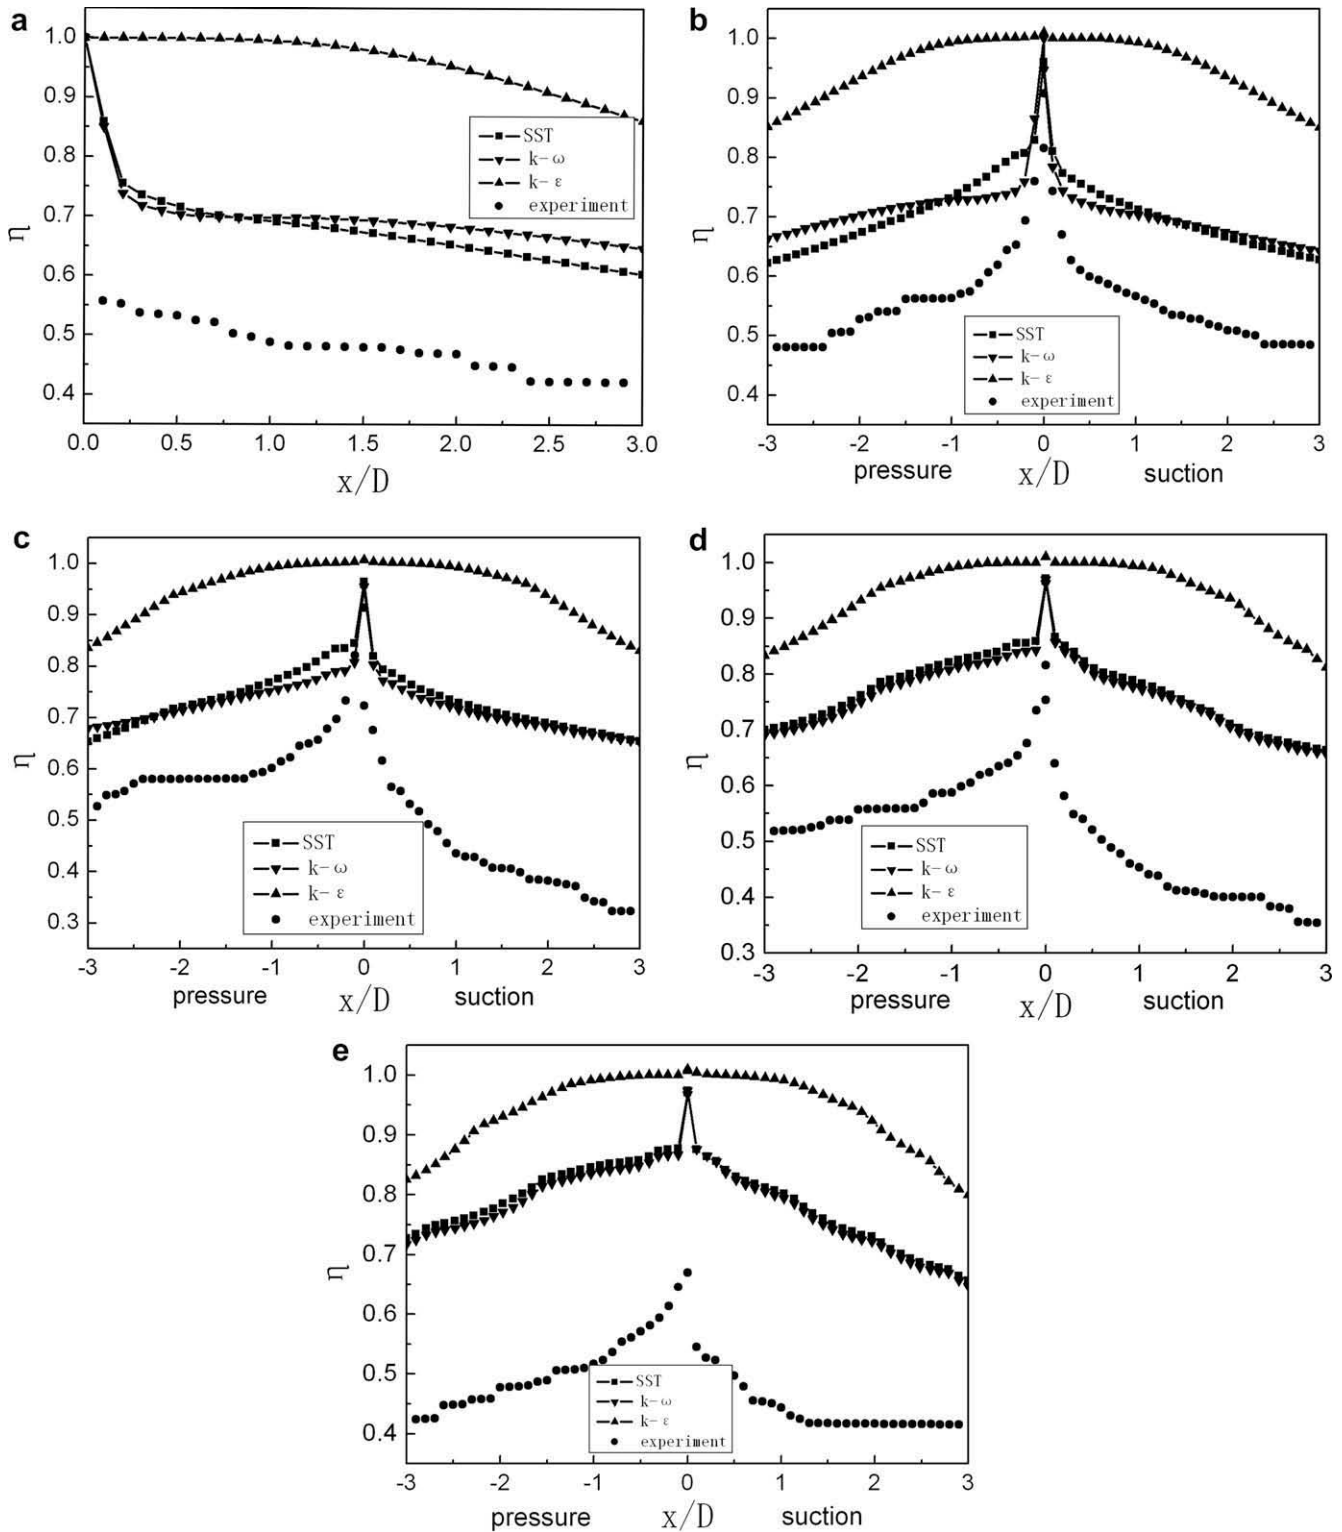 a
1.0
0.9
0.8
0.7
0.6
0.5
0.4
η
SST
k-ω
k-ε
experiment
0.0 0.5 1.0 1.5 2.0 2.5 3.0
x/D
b
1.0
0.9
0.8
0.7
0.6
0.5
0.4
η
SST
k-ω
k-ε
experiment
-3 -2 -1 0 1 2 3
pressure x/D suction
c
1.0
0.9
0.8
0.7
0.6
0.5
0.4
0.3
η
SST
k-ω
k-ε
experiment
-3 -2 -1 0 1 2 3
pressure x/D suction
d
1.0
0.9
0.8
0.7
0.6
0.5
0.4
0.3
η
SST
k-ω
k-ε
experiment
-3 -2 -1 0 1 2 3
pressure x/D suction
e
1.0
0.9
0.8
0.7
0.6
0.5
0.4
η
SST
k-ω
k-ε
experiment
-3 -2 -1 0 1 2 3
pressure x/D suction